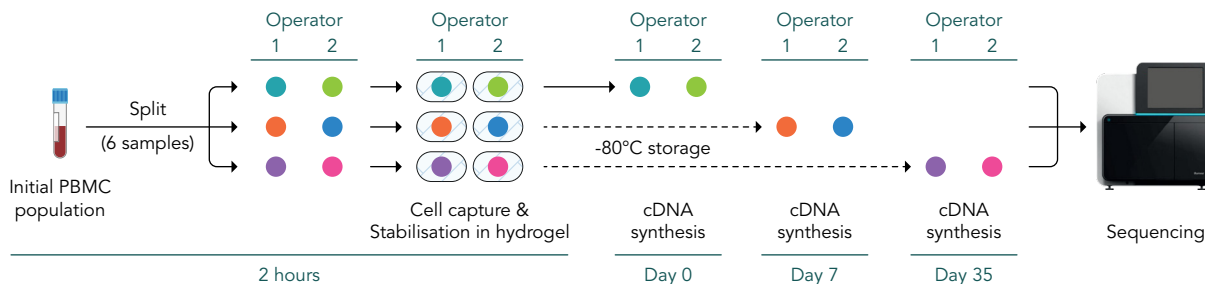 Operator
1 2
Operator
1 2
Operator
1 2
Operator
1 2
Operator
1 2
Split
(6 samples)
-80°C storage
Initial PBMC
population
Cell capture &
Stabilisation in hydrogel
cDNA
synthesis
cDNA
synthesis
cDNA
synthesis
Sequencing
2 hours
Day 0
Day 7
Day 35